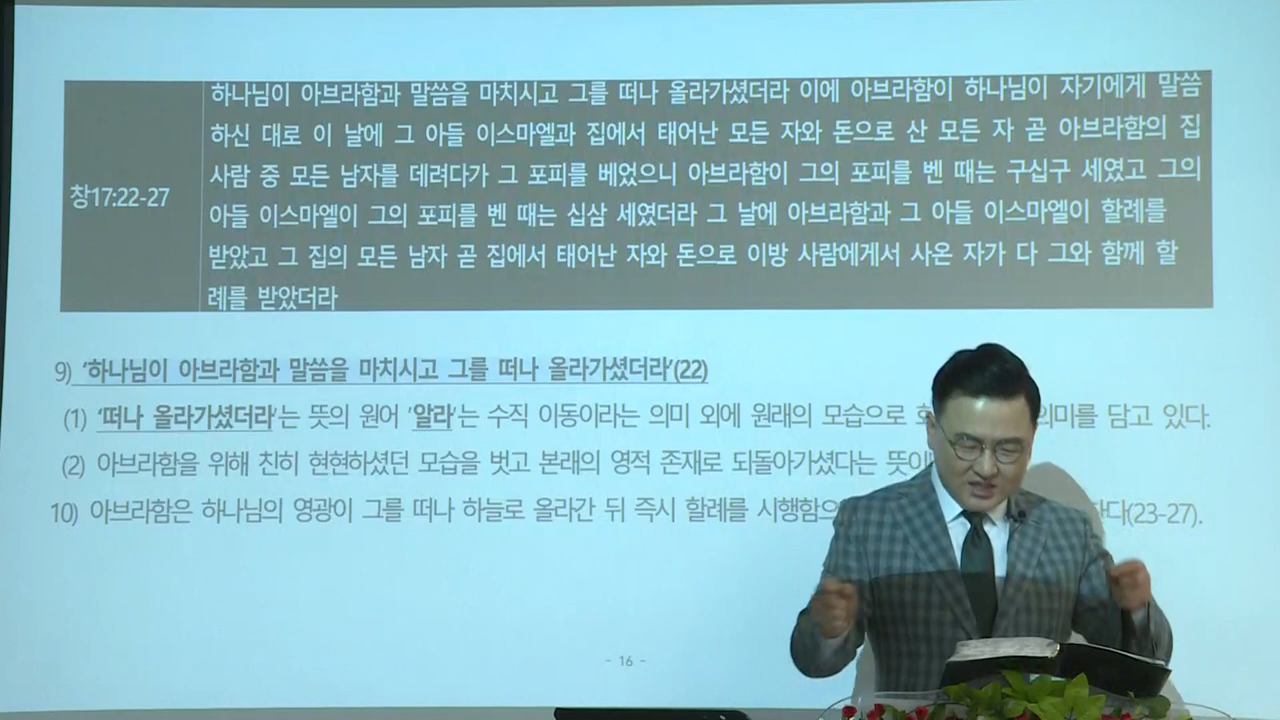 하나님이 아브라함과 말씀을 마치시고 그를 떠나 올라가셨더라 이에 아브라함이 하나님이 자기에게 말씀
하신 대로 이 날에 그 아들 이스마엘과 집에서 태어난 모든 자와 돈으로 산 모든 자 곧 아브라함의 집
사람 중 모든 남자를 데려다가 그 포피를 베었으니 아브라함이 그의 포피를 벤 때는 구십구 세였고 그의
창17:22-27
아들 이스마엘이 그의 포피를 벤 때는 십삼 세였더라 그 날에 아브라함과 그 아들 이스마엘이 할례를
받았고 그 집의 모든 남자 곧 집에서 태어난 자와 돈으로 이방 사람에게서 사온 자가 다 그와 함께 할
례를 받았더라
9) '하나님이 아브라함과 말씀을 마치시고 그를 떠나 올라가셨더라'(22)
(1) '떠나 올라가셨더라'는 뜻의 원어 '알라'는 수직 이동이라는 의미 외에 원래의 모습으로 의미를 담고 있다.
(2) 아브라함을 위해 친히 현현하셨던 모습을 벗고 본래의 영적 존재로 되돌아가셨다는
10) 아브라함은 하나님의 영광이 그를 떠나 하늘로 올라간 뒤 즉시 할례를 (23-27).
- 16 -